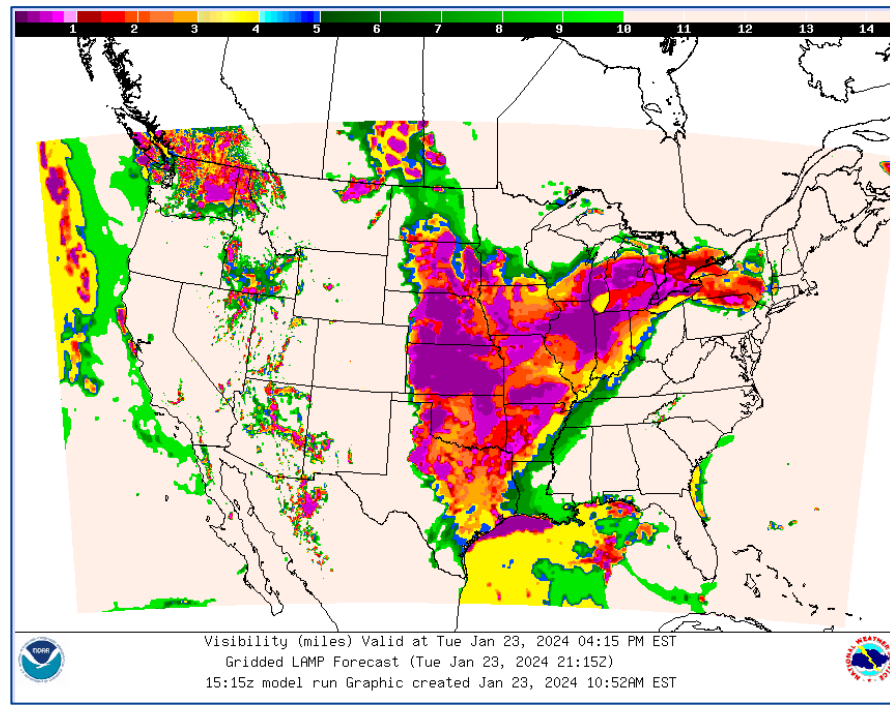 1 2 3 4 5 6 7 8 9 10 11 12 13 14
Visibility (miles) Valid at Tue Jan 23, 2024 04:15 PM EST
Gridded LAMP Forecast (Tue Jan 23, 2024 21:15Z)
15:15z model run Graphic created Jan 23, 2024 10:52AM EST
NOAA